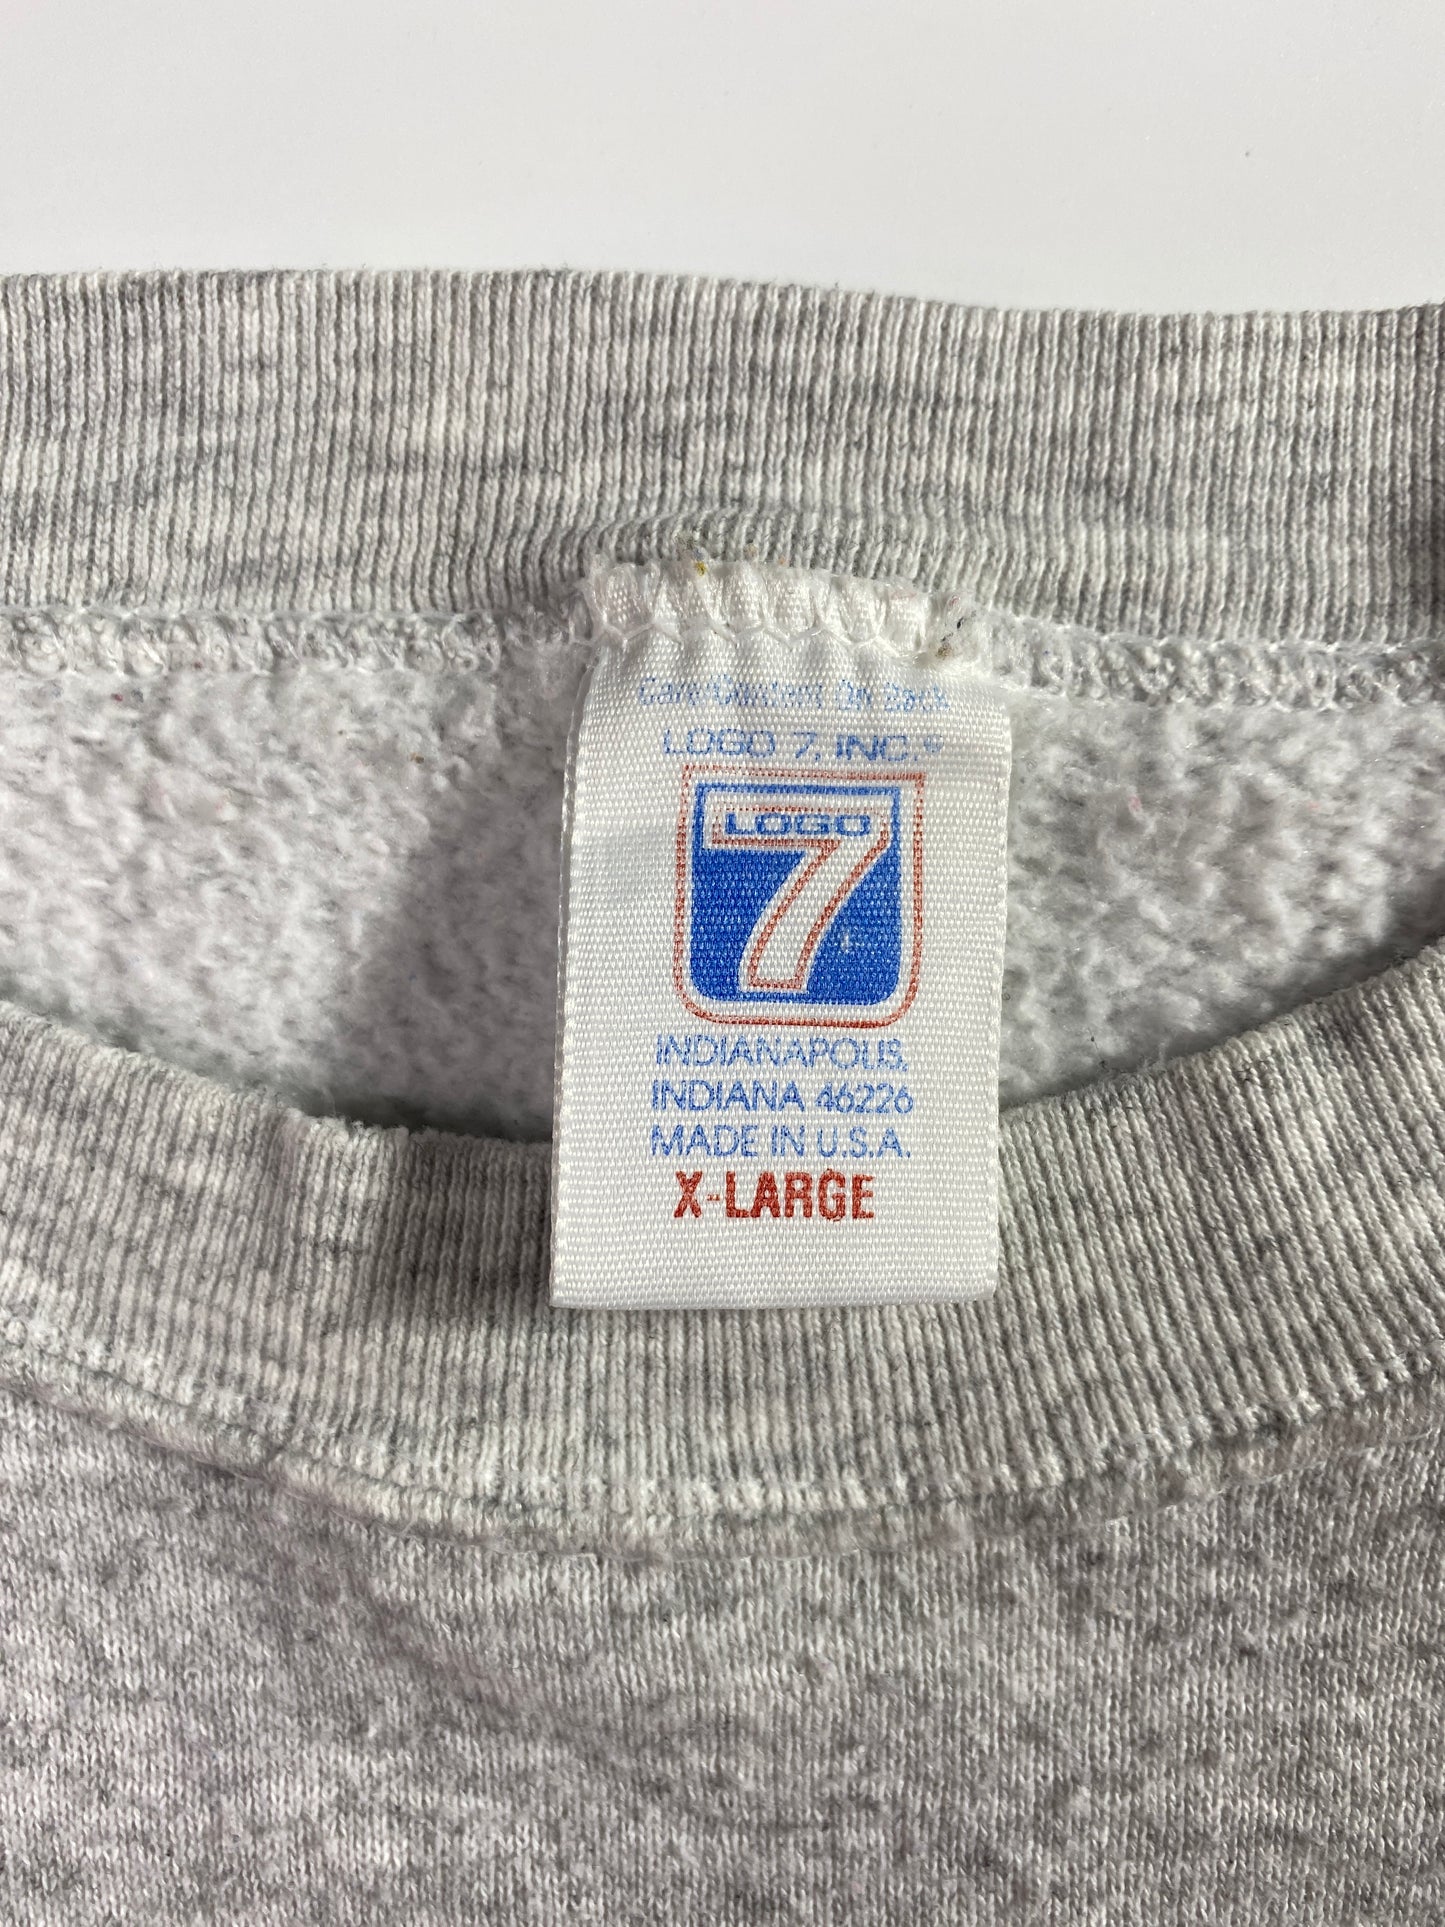 Care/Content On Back
LOGO 7, INC.®
LOGO
7
INDIANAPOLIS,
INDIANA 46226
MADE IN U.S.A.
X-LARGE